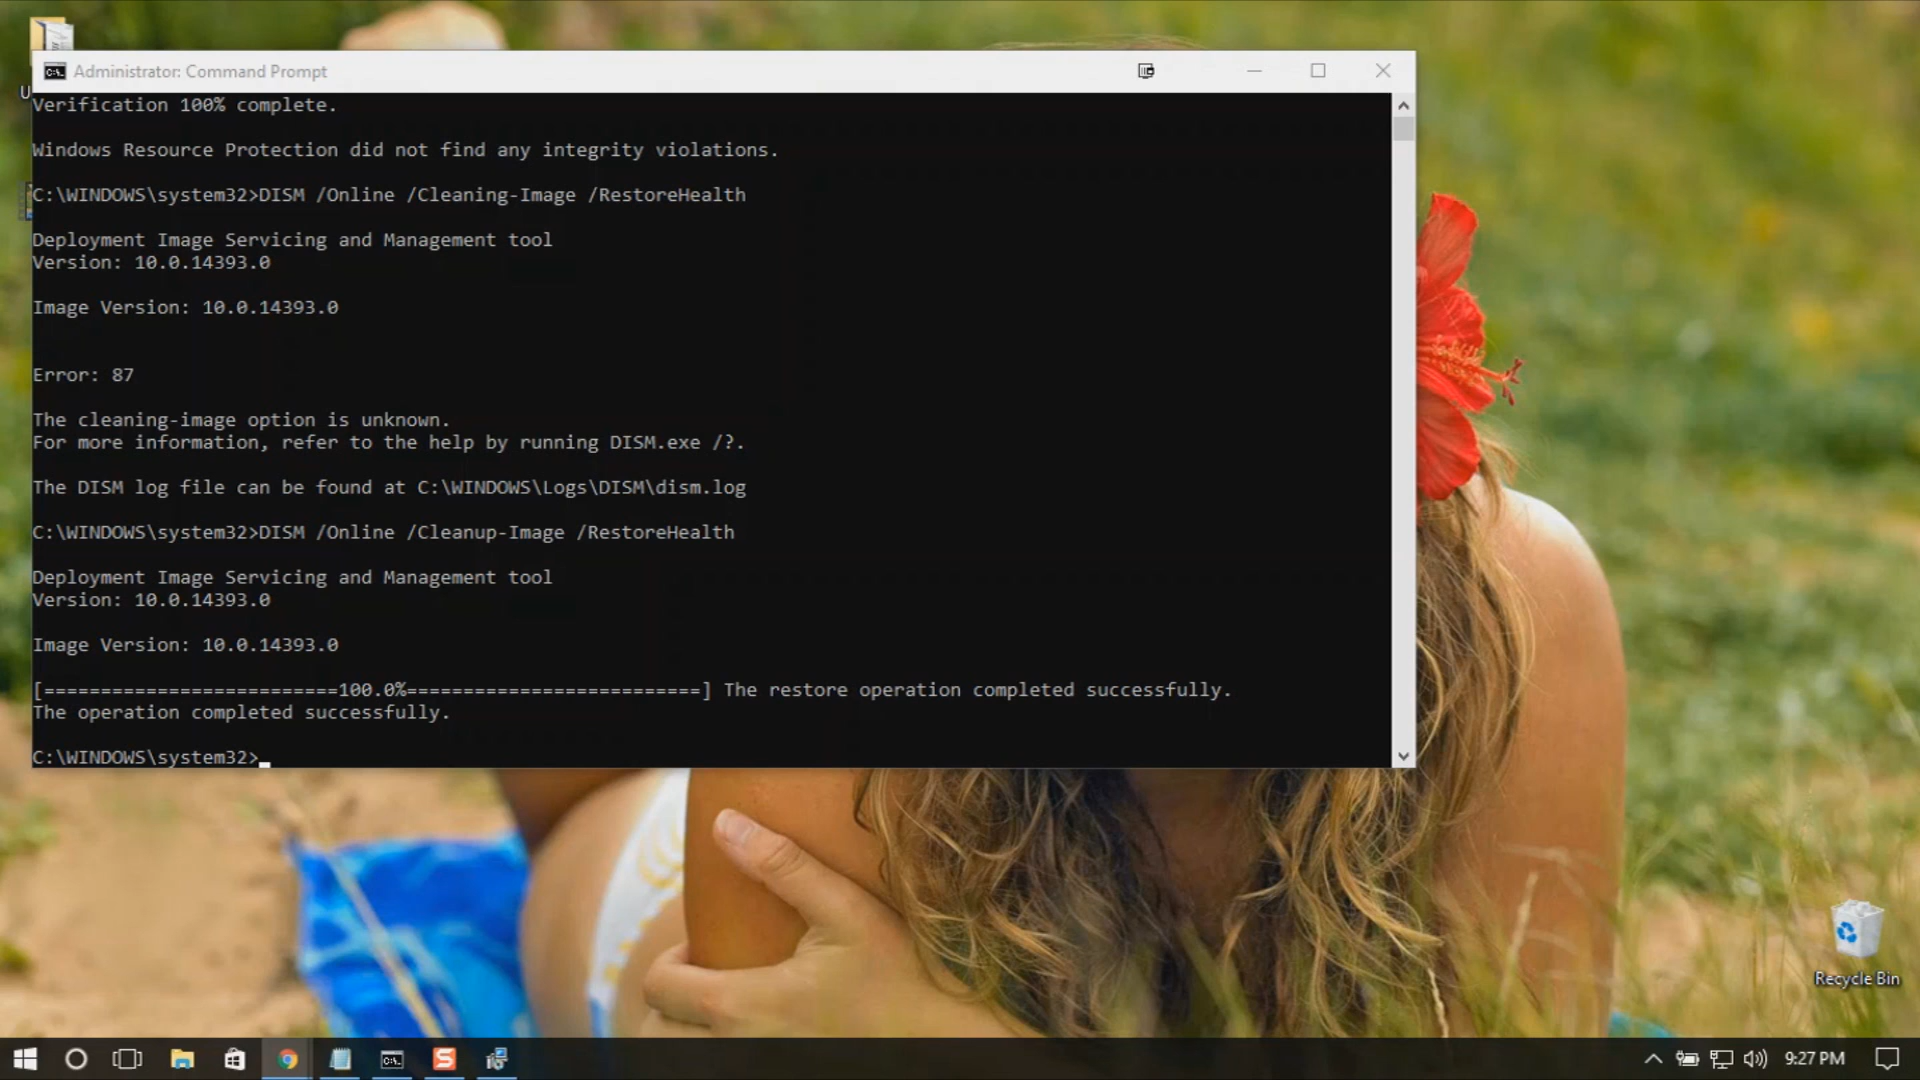 Administrator: Command Prompt
U
Verification 100% complete.
Windows Resource Protection did not find any integrity violations.
C:\WINDOWS\system32>DISM /Online /Cleaning-Image /RestoreHealth
Deployment Image Servicing and Management tool
Version: 10.0.14393.0
Image Version: 10.0.14393.0
Error: 87
The cleaning-image option is unknown.
For more information, refer to the help by running DISM.exe /?.
The DISM log file can be found at C:\WINDOWS\Logs\DISM\dism.log
C:\WINDOWS\system32>DISM /Online /Cleanup-Image /RestoreHealth
Deployment Image Servicing and Management tool
Version: 10.0.14393.0
Image Version: 10.0.14393.0
[==========================100.0%==========================] The restore operation completed successfully.
The operation completed successfully.
C:\WINDOWS\system32>
Recycle Bin
9:27 PM